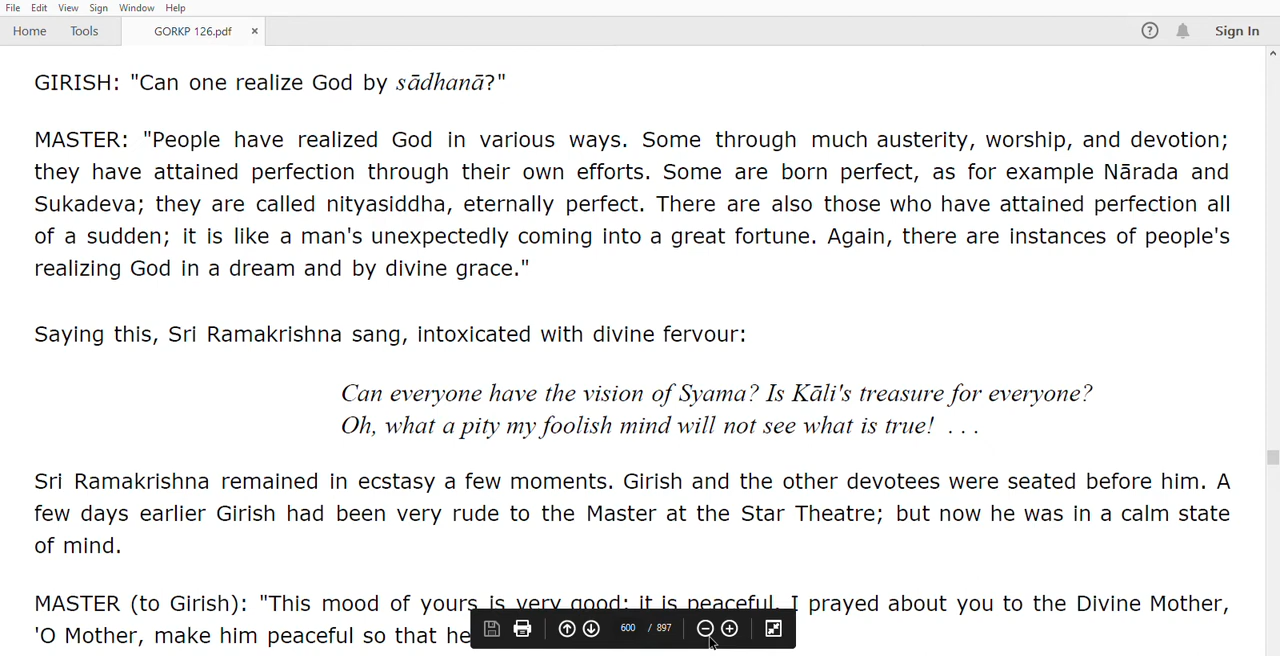 File Edit View Sign Window Help
Home Tools GORKP 126.pdf × Sign In
GIRISH: "Can one realize God by sādhanā?"
MASTER: "People have realized God in various ways. Some through much austerity, worship, and devotion;
they have attained perfection through their own efforts. Some are born perfect, as for example Nārada and
Sukadeva; they are called nityasiddha, eternally perfect. There are also those who have attained perfection all
of a sudden; it is like a man's unexpectedly coming into a great fortune. Again, there are instances of people's
realizing God in a dream and by divine grace."
Saying this, Sri Ramakrishna sang, intoxicated with divine fervour:
Can everyone have the vision of Syama? Is Kāli's treasure for everyone?
Oh, what a pity my foolish mind will not see what is true! . . .
Sri Ramakrishna remained in ecstasy a few moments. Girish and the other devotees were seated before him. A
few days earlier Girish had been very rude to the Master at the Star Theatre; but now he was in a calm state
of mind.
MASTER (to Girish): "This mood of yours is very good; it is peaceful. I prayed about you to the Divine Mother,
'O Mother, make him peaceful so that he
600 / 897